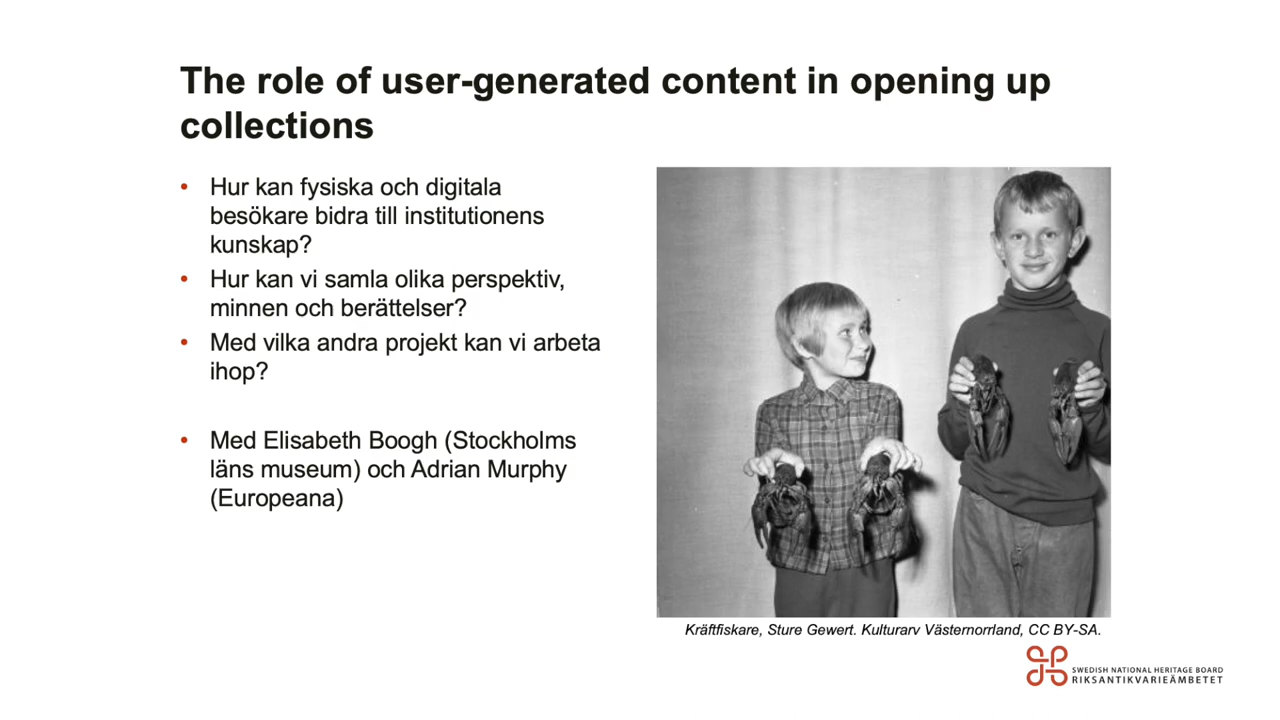 The role of user-generated content in opening up
collections
• Hur kan fysiska och digitala
besökare bidra till institutionens
kunskap?
• Hur kan vi samla olika perspektiv,
minnen och berättelser?
• Med vilka andra projekt kan vi arbeta
ihop?
• Med Elisabeth Boogh (Stockholms
läns museum) och Adrian Murphy
(Europeana)
Kräftfiskare, Sture Gewert. Kulturarv Västernorrland, CC BY-SA.
SWEDISH NATIONAL HERITAGE BOARD
RIKSANTIKVARIEÄMBETET